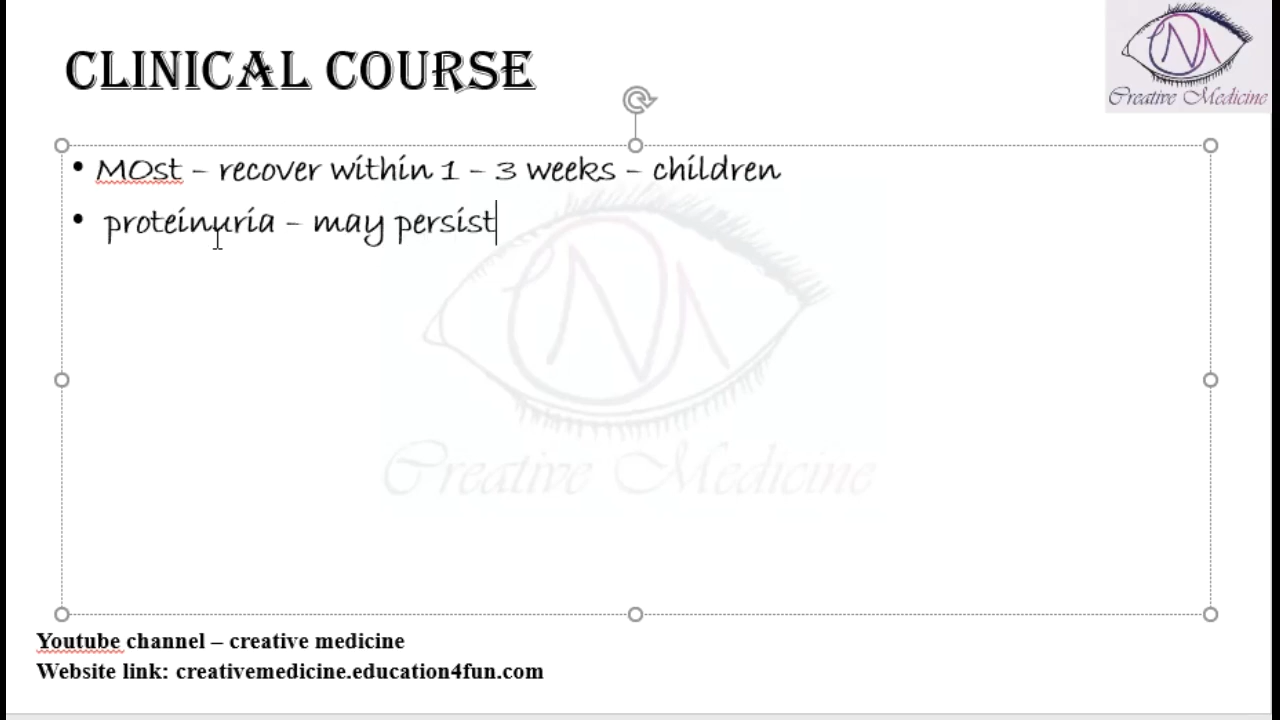 CLINICAL COURSE
Creative Medicine
• MOst – recover within 1 – 3 weeks – children
• proteinuria – may persist
Creative Medicine
Youtube channel – creative medicine
Website link: creativemedicine.education4fun.com